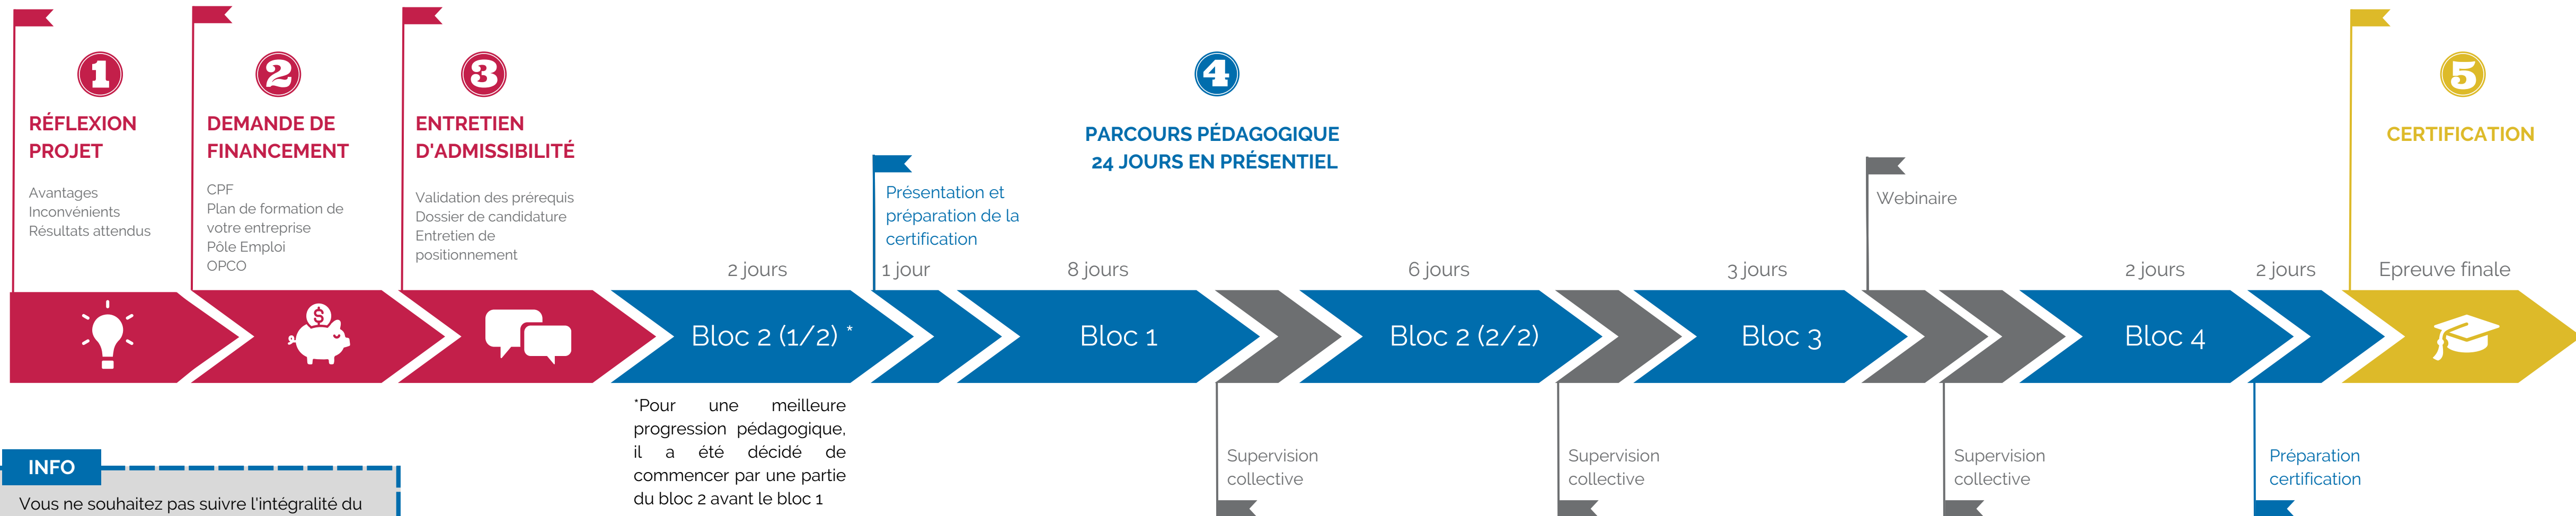 1
RÉFLEXION
PROJET
Avantages
Inconvénients
Résultats attendus
2
DEMANDE DE
FINANCEMENT
CPF
Plan de formation de
votre entreprise
Pôle Emploi
OPCO
3
ENTRETIEN
D'ADMISSIBILITÉ
Validation des prérequis
Dossier de candidature
Entretien de
positionnement
4
PARCOURS PÉDAGOGIQUE
24 JOURS EN PRÉSENTIEL
5
CERTIFICATION
Présentation et
préparation de la
certification
Webinaire
2 jours
1 jour
8 jours
6 jours
3 jours
2 jours
2 jours
Epreuve finale
$
Bloc 2 (1/2) *
Bloc 1
Bloc 2 (2/2)
Bloc 3
Bloc 4
*Pour une meilleure
progression pédagogique,
il a été décidé de
commencer par une partie
du bloc 2 avant le bloc 1
Supervision
collective
Supervision
collective
Supervision
collective
Préparation
certification
INFO
Vous ne souhaitez pas suivre l'intégralité du